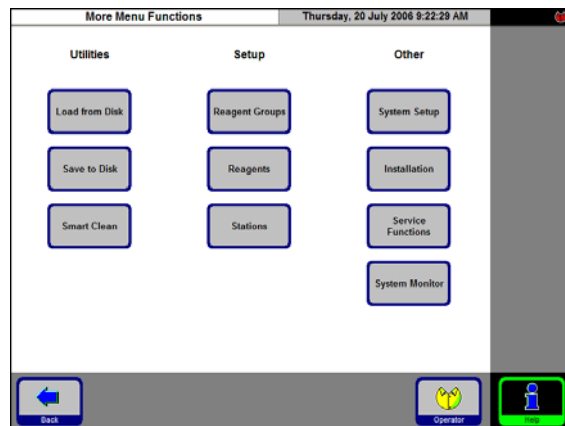 More Menu Functions
Thursday, 20 July 2006 9:22:29 AM
Utilities
Setup
Other
Load from Disk
Reagent Groups
System Setup
Save to Disk
Reagents
Installation
Smart Clean
Stations
Service
Functions
System Monitor
Back
Operator
Help